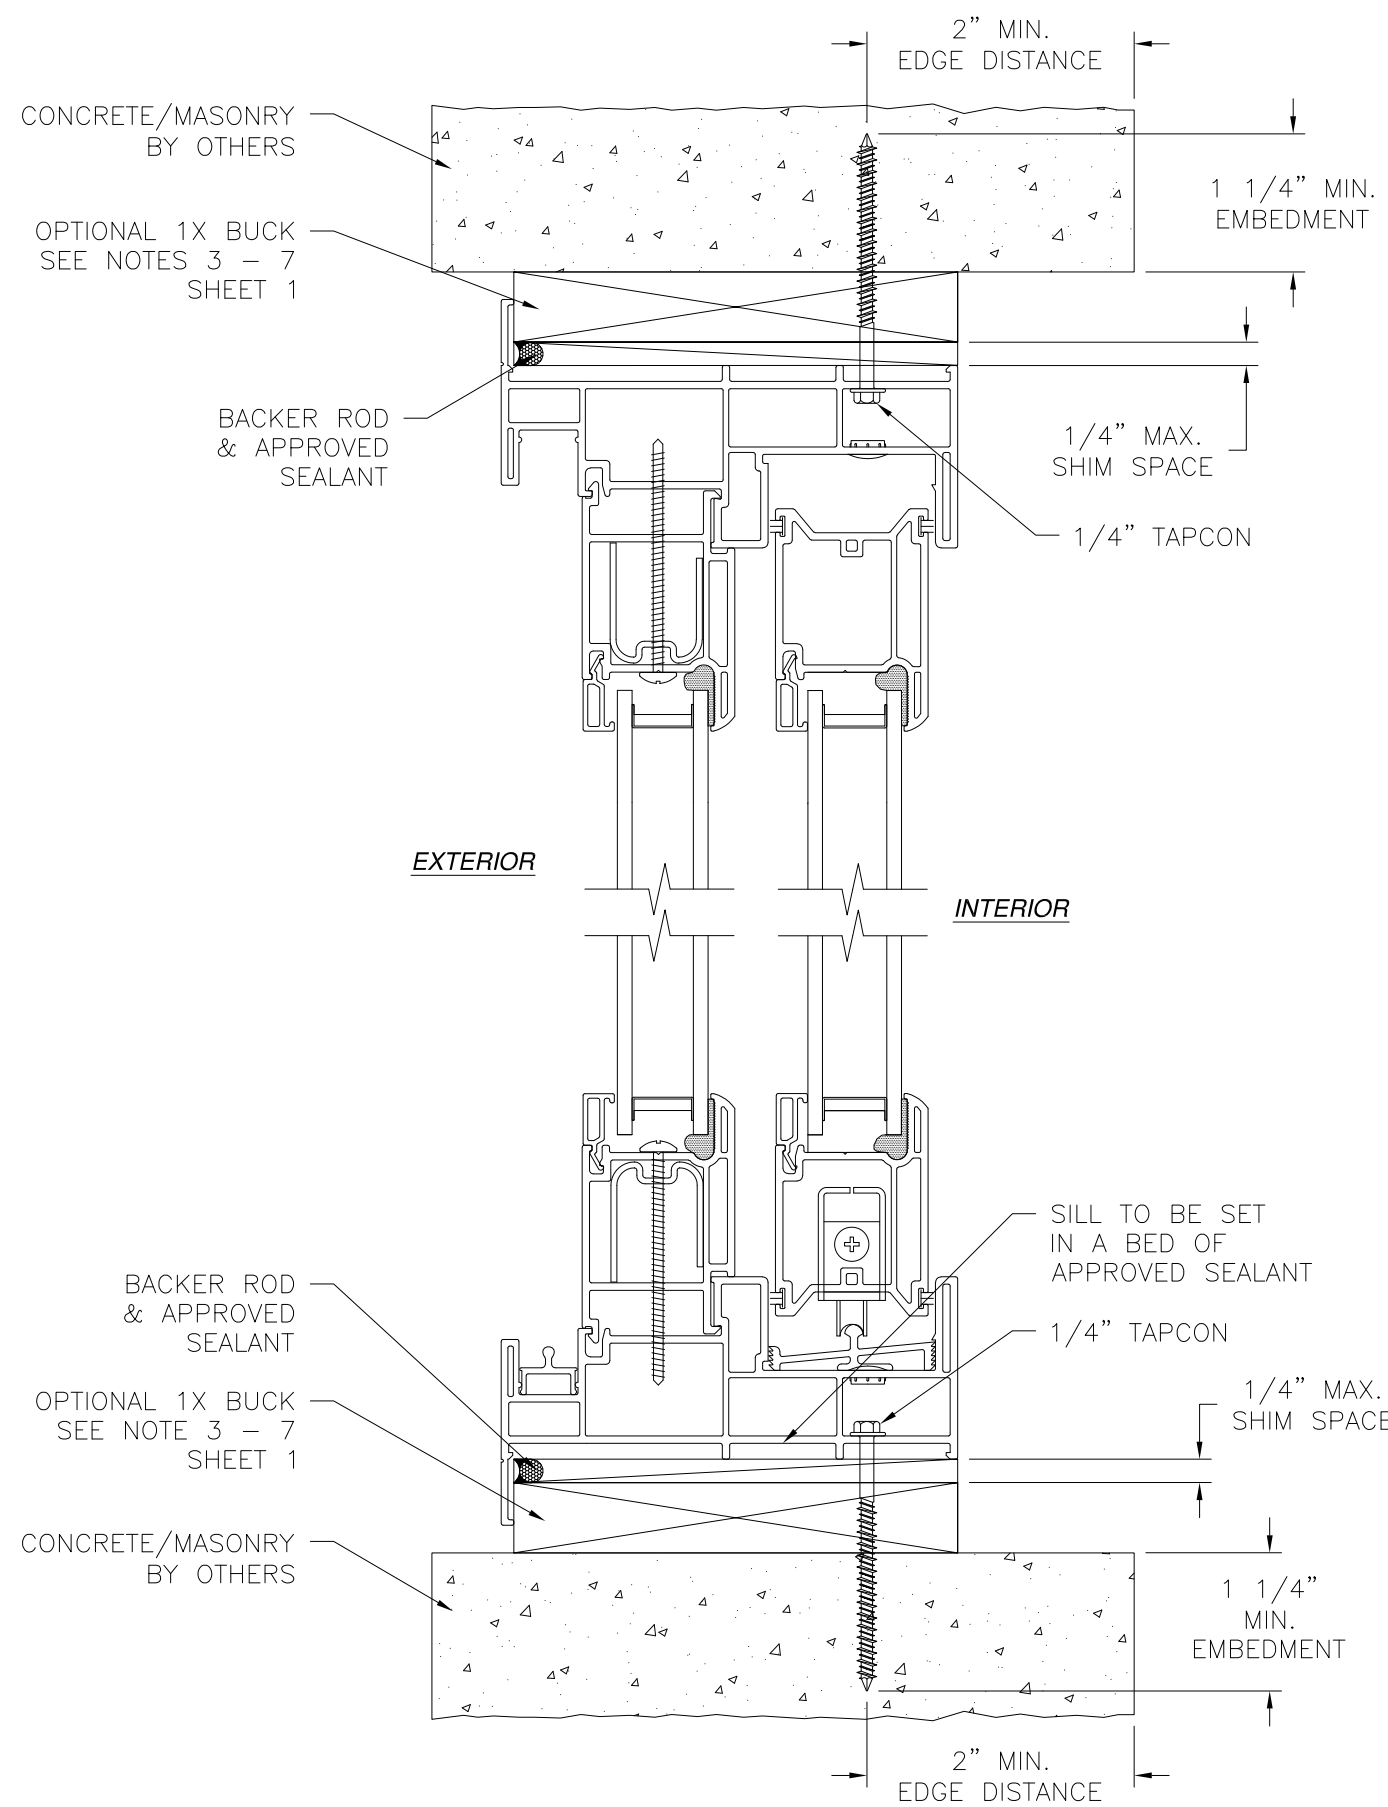 2” MIN.
EDGE DISTANCE
CONCRETE/MASONRY
BY OTHERS
1 1/4” MIN.
EMBEDMENT
OPTIONAL 1X BUCK
SEE NOTES 3 – 7
SHEET 1
BACKER ROD
& APPROVED
SEALANT
1/4” MAX.
SHIM SPACE
1/4” TAPCON
EXTERIOR
INTERIOR
SILL TO BE SET
IN A BED OF
APPROVED SEALANT
BACKER ROD
& APPROVED
SEALANT
1/4” TAPCON
OPTIONAL 1X BUCK
SEE NOTE 3 – 7
SHEET 1
1/4” MAX.
SHIM SPACE
CONCRETE/MASONRY
BY OTHERS
1 1/4”
MIN.
EMBEDMENT
2” MIN.
EDGE DISTANCE